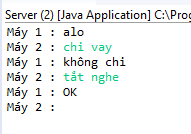 Server (2) [Java Application] C:\Prog
Máy 1 : alo
Máy 2 : chi vay
Máy 1 : không chi
Máy 2 : tắt nghe
Máy 1 : OK
Máy 2 :